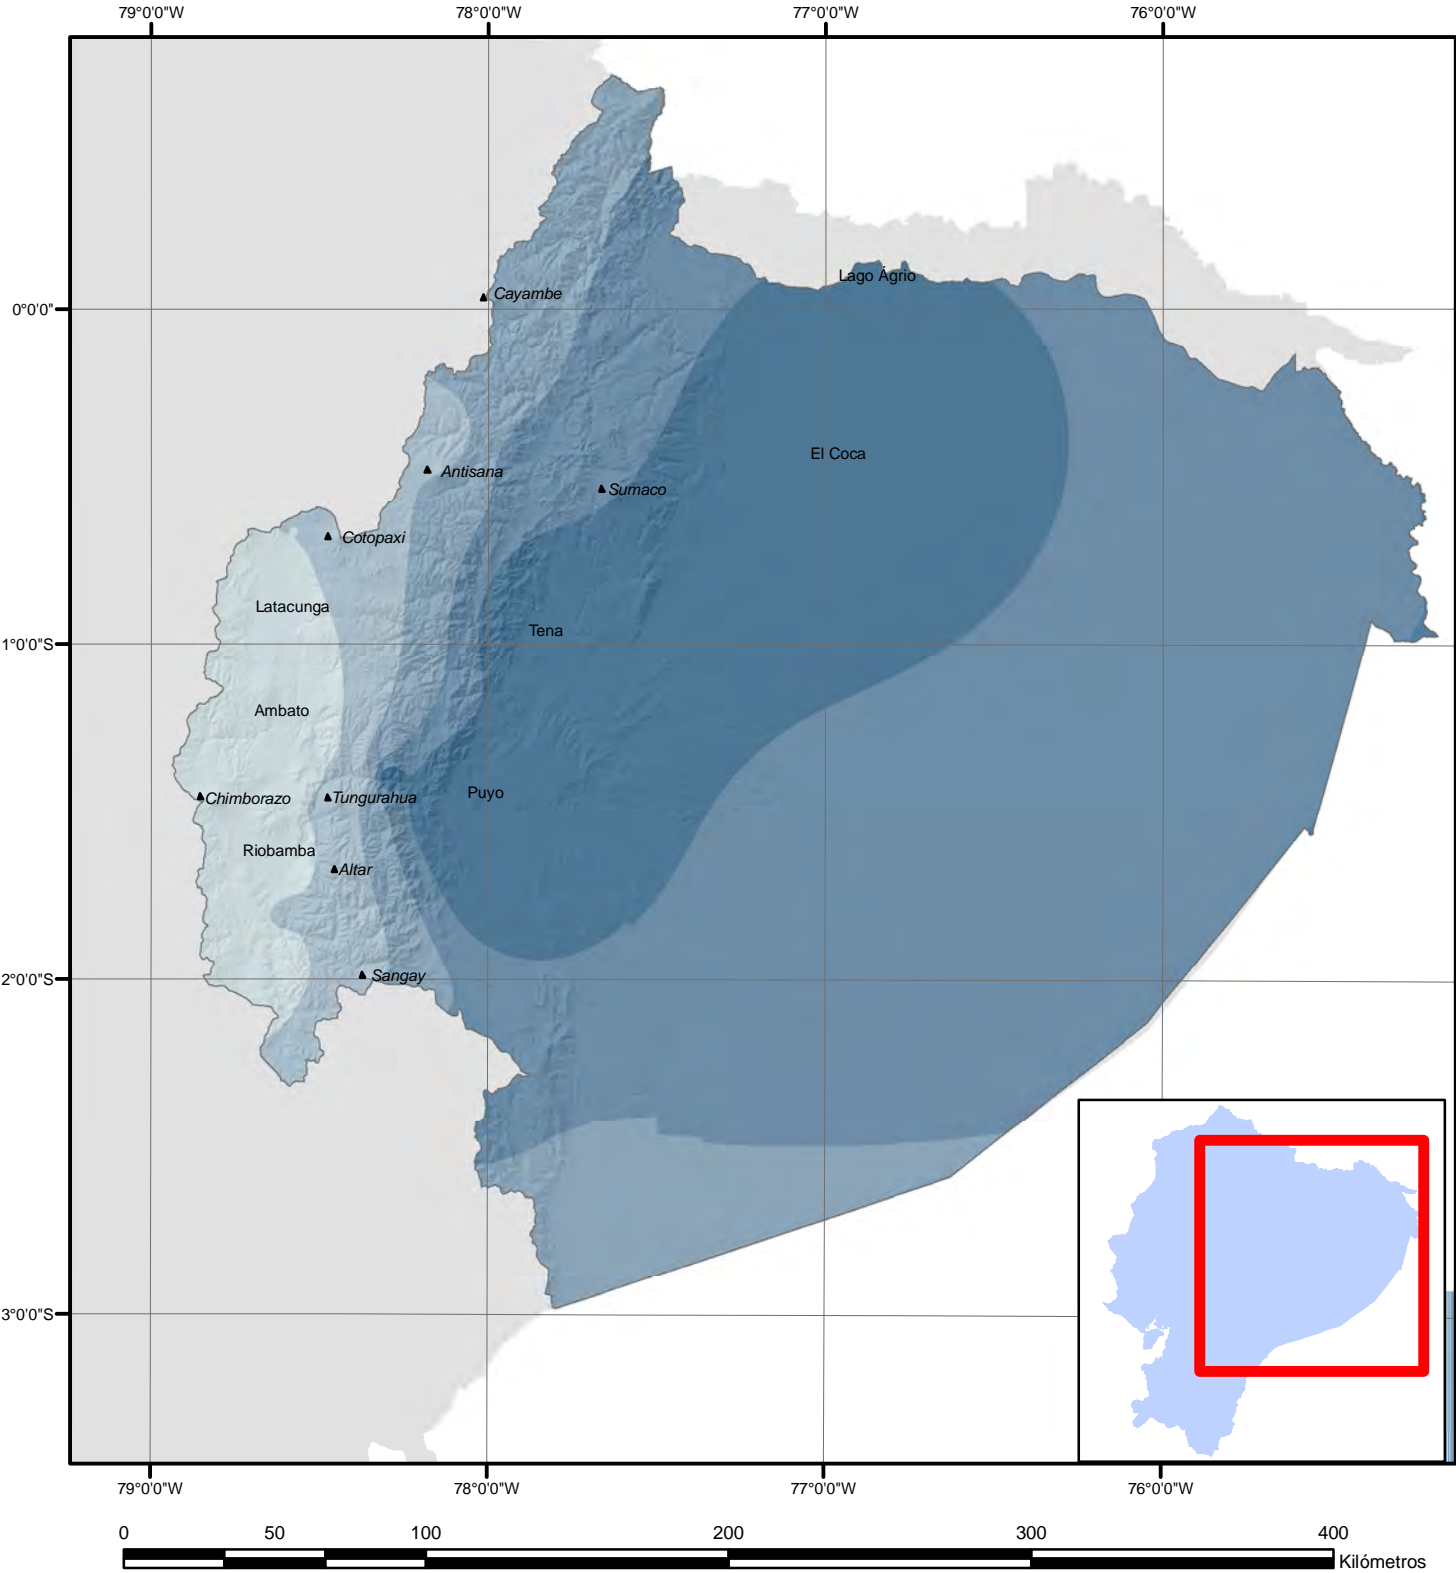 79°0'0"W
78°0'0"W
77°0'0"W
76°0'0"W
Lago Ágrio
Cayambe
0°0'0"
El Coca
Antisana
Sumaco
Cotopaxi
Latacunga
Tena
1°0'0"S
Ambato
Puyo
Chimborazo
Tungurahua
Riobamba
Altar
Sangay
2°0'0"S
3°0'0"S
79°0'0"W
78°0'0"W
77°0'0"W
76°0'0"W
0
50
100
200
300
400
Kilómetros